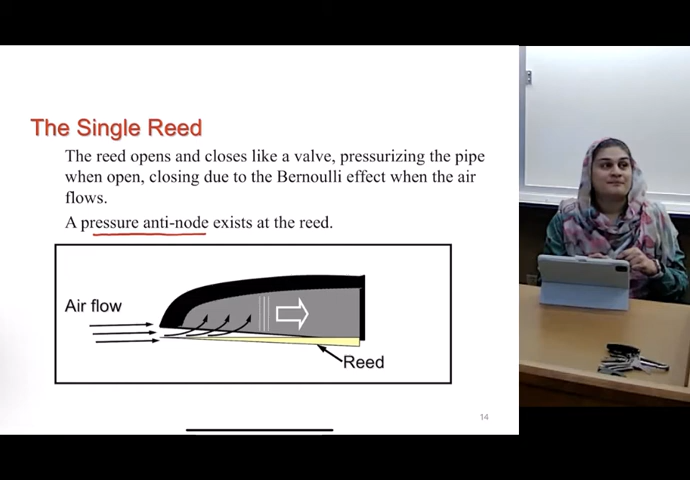 The Single Reed
The reed opens and closes like a valve, pressurizing the pipe
when open, closing due to the Bernoulli effect when the air
flows.
A pressure anti-node exists at the reed.
Air flow
Reed
14